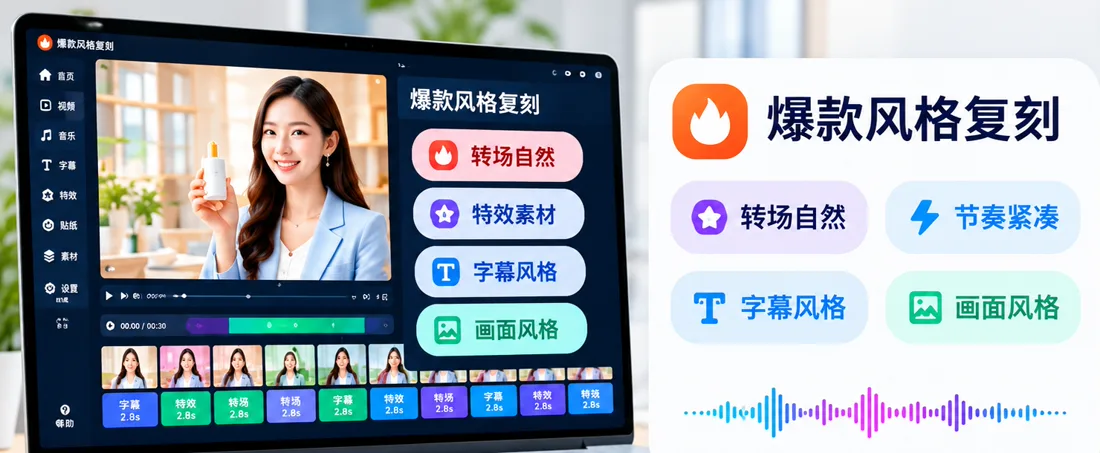 爆款风格复刻
首页
视频
音乐
字幕
特效
贴纸
素材
设置
帮助
00.00 / 00:30
爆款风格复刻
转场自然
特效素材
字幕风格
画面风格
字幕 2.8s
特效 2.8s
特场 2.8s
转场 2.8s
字幕 2.8s
特效 2.8s
转场 2.8s
字幕 2.8s
特效 2.8s
特效 2.8s
爆款风格复刻
转场自然
节奏紧凑
字幕风格
画面风格